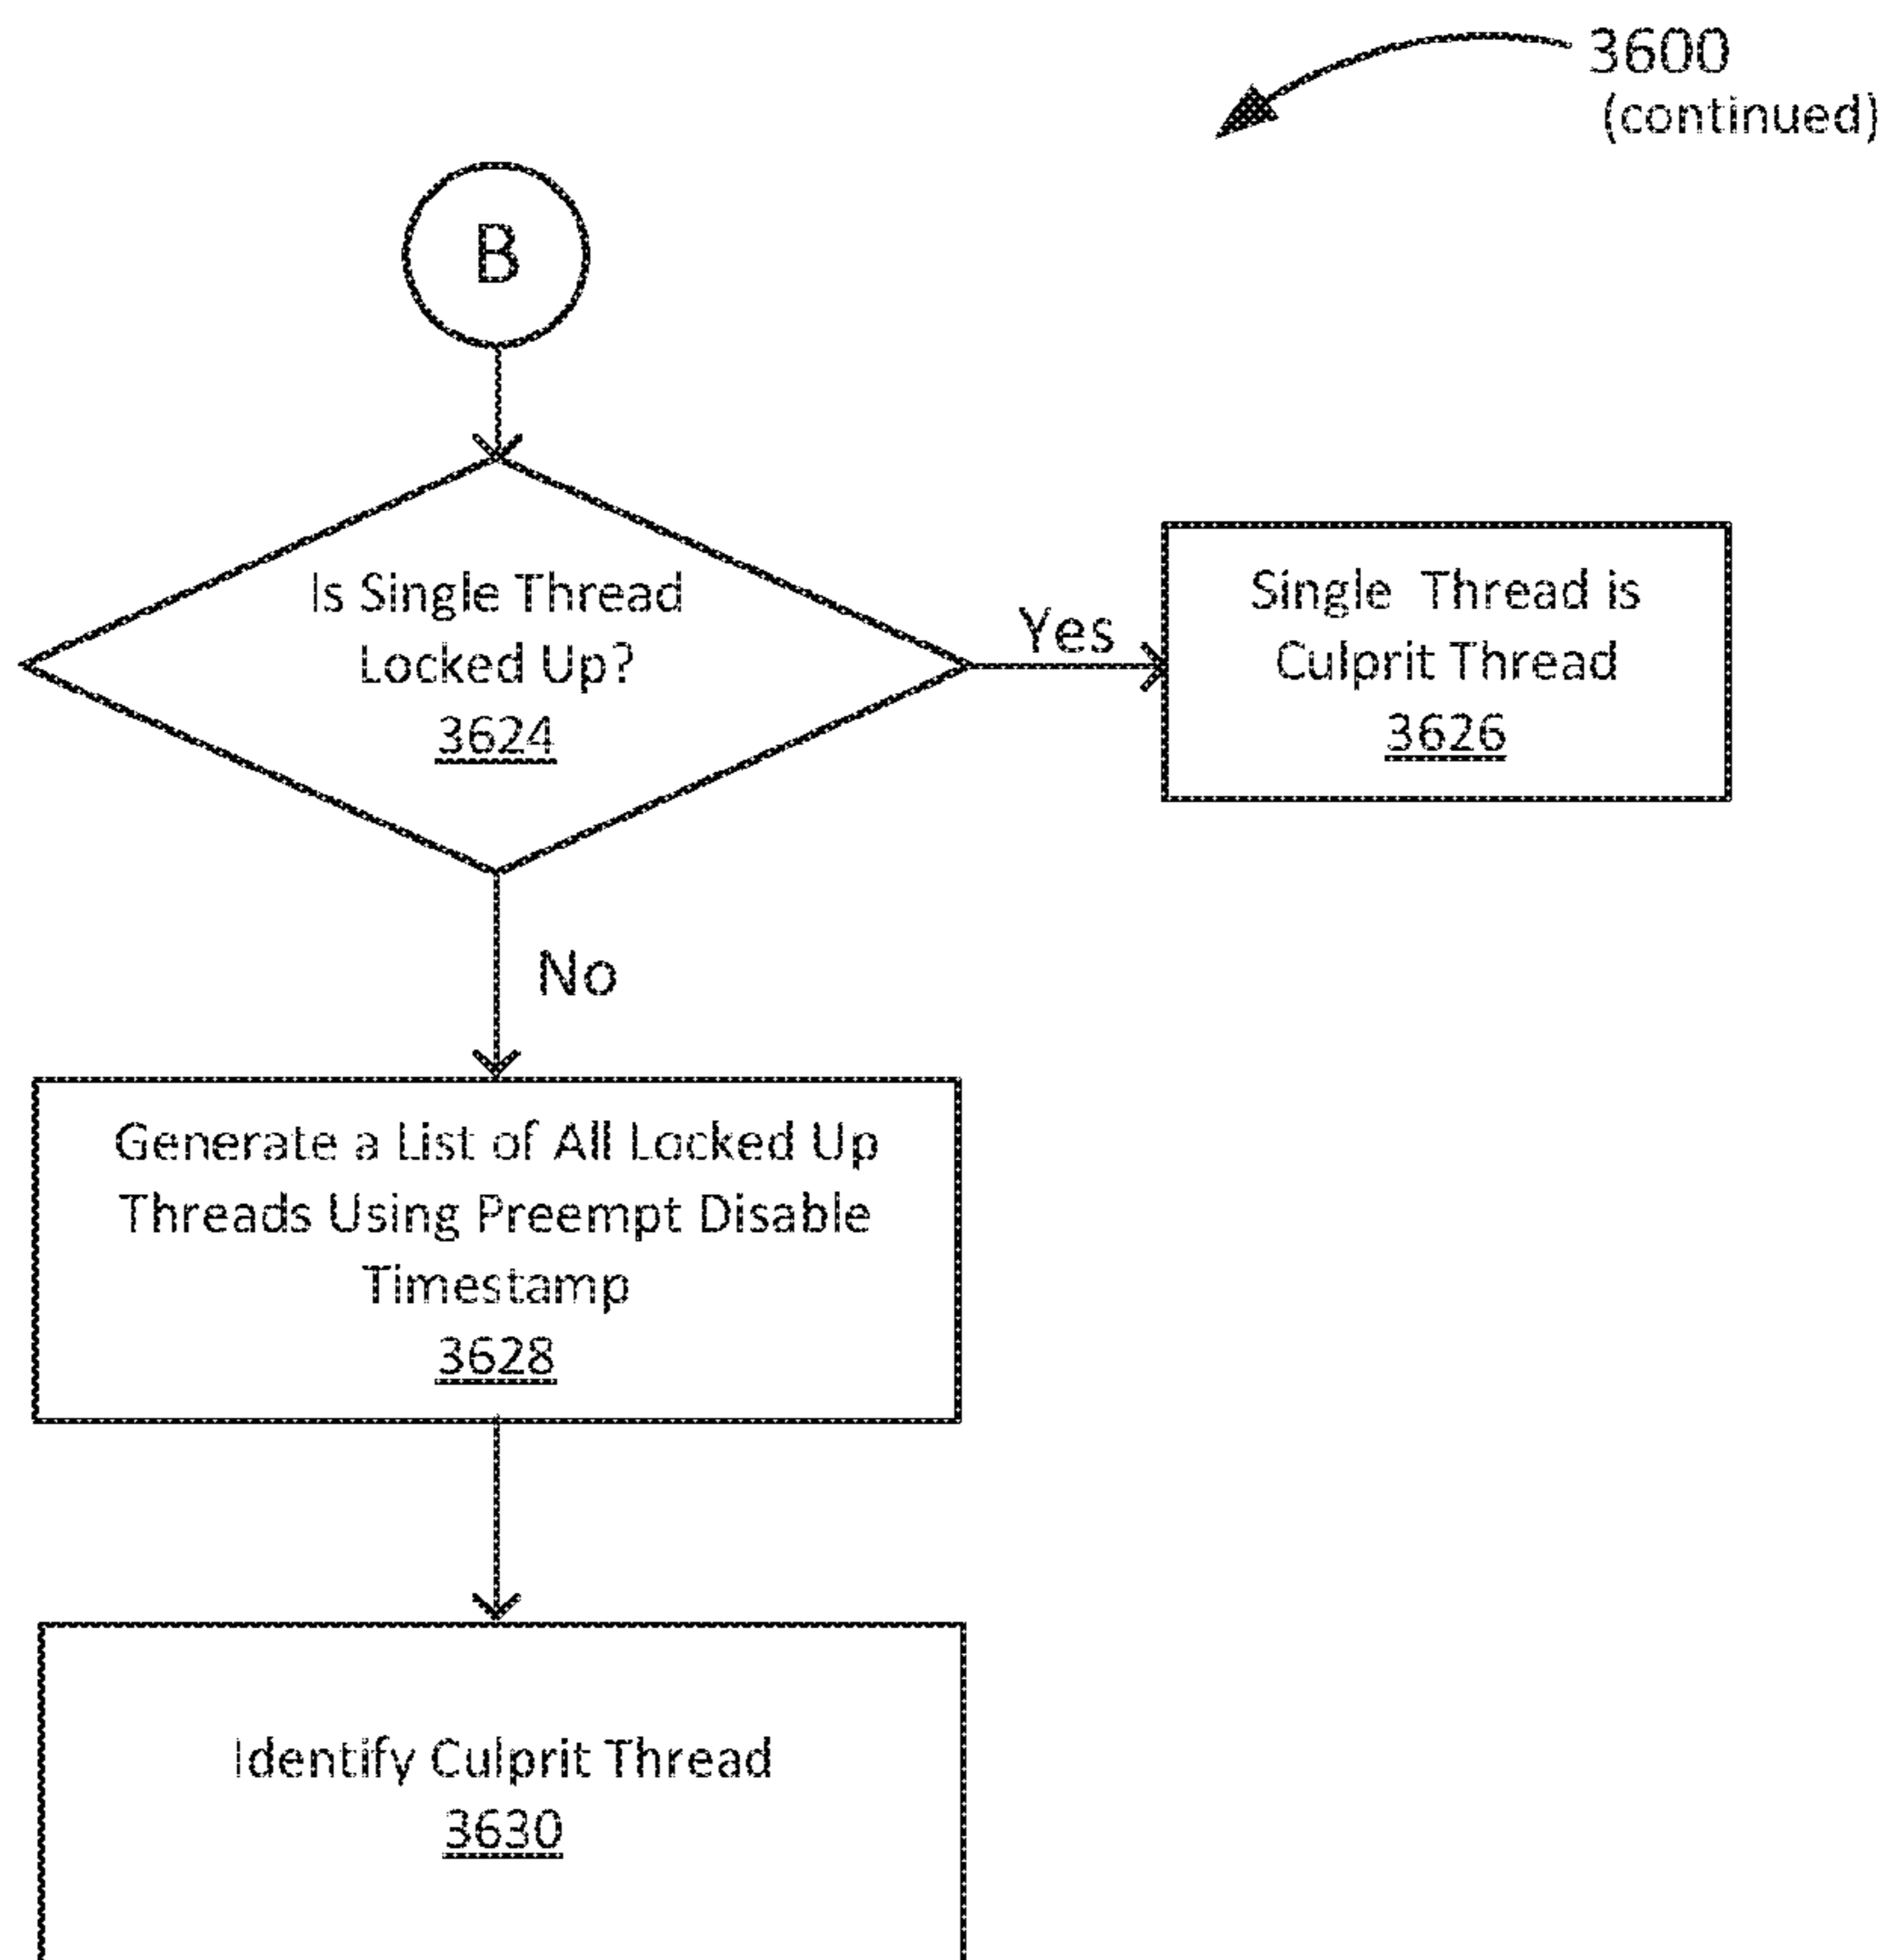 3600
(continued)
B
Is Single Thread
Locked Up?
3624
Yes
Single Thread is
Culprit Thread
3626
No
Generate a List of All Locked Up
Threads Using Preempt Disable
Timestamp
3628
Identify Culprit Thread
3630